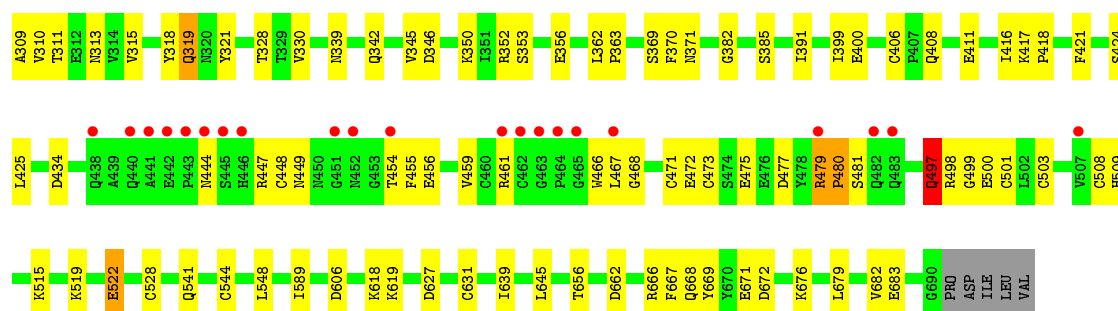 A309 V310 T311 E312 N313 V314 V315 Y318 Q319 N320 Y321 T328 T329 V330 N339 Q342 V345 D346 K350 I351 R352 S353 E356 L362 P363 S369 F370 N371 G382 S385 I391 I399 E400 C406 P407 Q408 E411 I416 K417 P418 F421 S424
L425 D434 Q438 A439 Q440 A441 E442 P443 N444 S445 H446 R447 C448 N449 N450 G451 N452 G453 T454 F455 E456 V459 C460 R461 C462 G463 P464 G465 W466 L467 G468 C471 E472 C473 S474 E475 E476 D477 Y478 R479 P480 S481 Q482 Q483 Q497 R498 G499 E500 C501 L502 C503 V507 C508 H509
K515 K519 E522 C528 Q541 C544 L548 I589 D606 K618 K619 D627 C631 I639 L645 T656 D662 R666 F667 Q668 Y669 Y670 E671 D672 K676 L679 V682 E683 G690 PRO ASP ILE LEU VAL